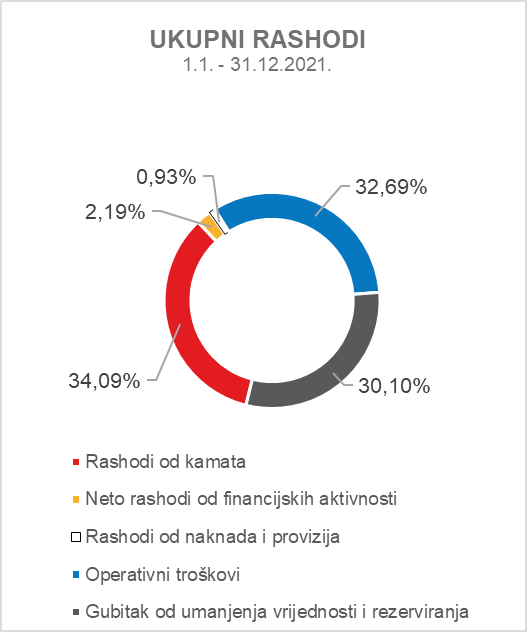 UKUPNI RASHODI
1.1. - 31.12.2021.
0,93%
32,69%
2,19%
34,09%
30,10%
Rashodi od kamata
Neto rashodi od financijskih aktivnosti
Rashodi od naknada i provizija
Operativni troškovi
Gubitak od umanjenja vrijednosti i rezerviranja